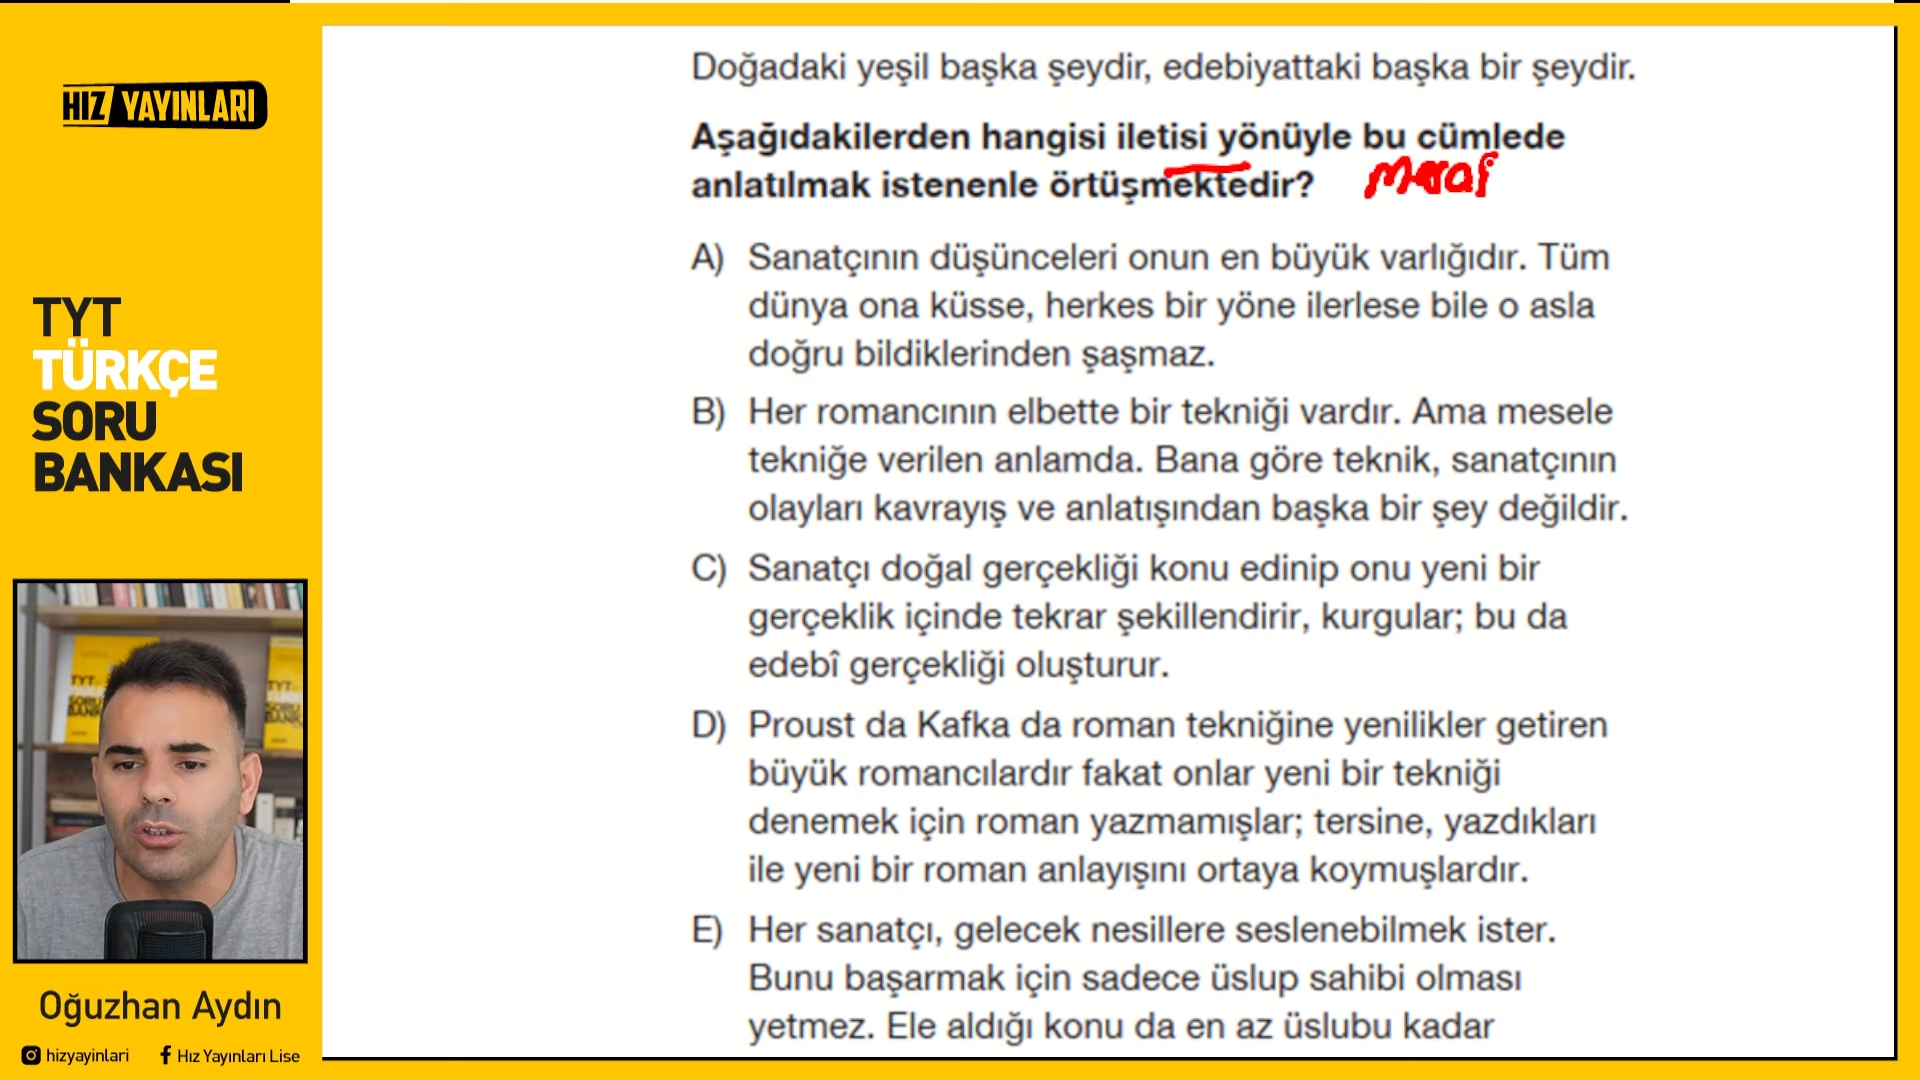 HIZ YAYINLARI
TYT
TÜRKÇE
SORU
BANKASI
Oğuzhan Aydın
hizyayinlari
Hız Yayınları Lise
Doğadaki yeşil başka şeydir, edebiyattaki başka bir şeydir.
Aşağıdakilerden hangisi iletisi yönüyle bu cümlede
anlatılmak istenenle örtüşmektedir?
A) Sanatçının düşünceleri onun en büyük varlığıdır. Tüm
dünya ona küsse, herkes bir yöne ilerlese bile o asla
doğru bildiklerinden şaşmaz.
B) Her romancının elbette bir tekniği vardır. Ama mesele
tekniğe verilen anlamda. Bana göre teknik, sanatçının
olayları kavrayış ve anlatışından başka bir şey değildir.
C) Sanatçı doğal gerçekliği konu edinip onu yeni bir
gerçeklik içinde tekrar şekillendirir, kurgular; bu da
edebî gerçekliği oluşturur.
D) Proust da Kafka da roman tekniğine yenilikler getiren
büyük romancılardır fakat onlar yeni bir tekniği
denemek için roman yazmamışlar; tersine, yazdıkları
ile yeni bir roman anlayışını ortaya koymuşlardır.
E) Her sanatçı, gelecek nesillere seslenebilmek ister.
Bunu başarmak için sadece üslup sahibi olması
yetmez. Ele aldığı konu da en az üslubu kadar